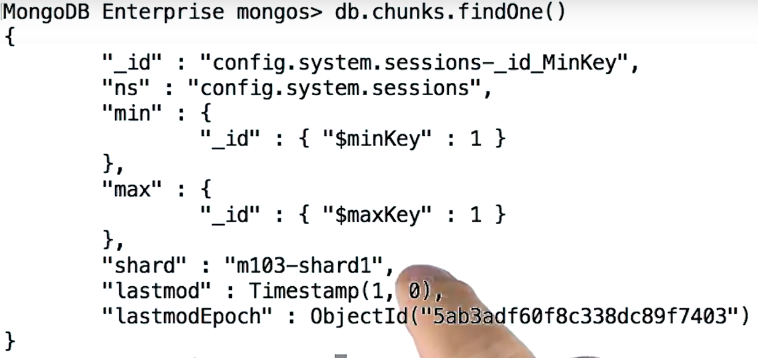 MongoDB Enterprise mongos> db.chunks.findOne()
{
        "_id" : "config.system.sessions-_id_MinKey",
        "ns" : "config.system.sessions",
        "min" : {
                "_id" : { "$minKey" : 1 }
        },
        "max" : {
                "_id" : { "$maxKey" : 1 }
        },
        "shard" : "m103-shard1",
        "lastmod" : Timestamp(1, 0),
        "lastmodEpoch" : ObjectId("5ab3adf60f8c338dc89f7403")
}